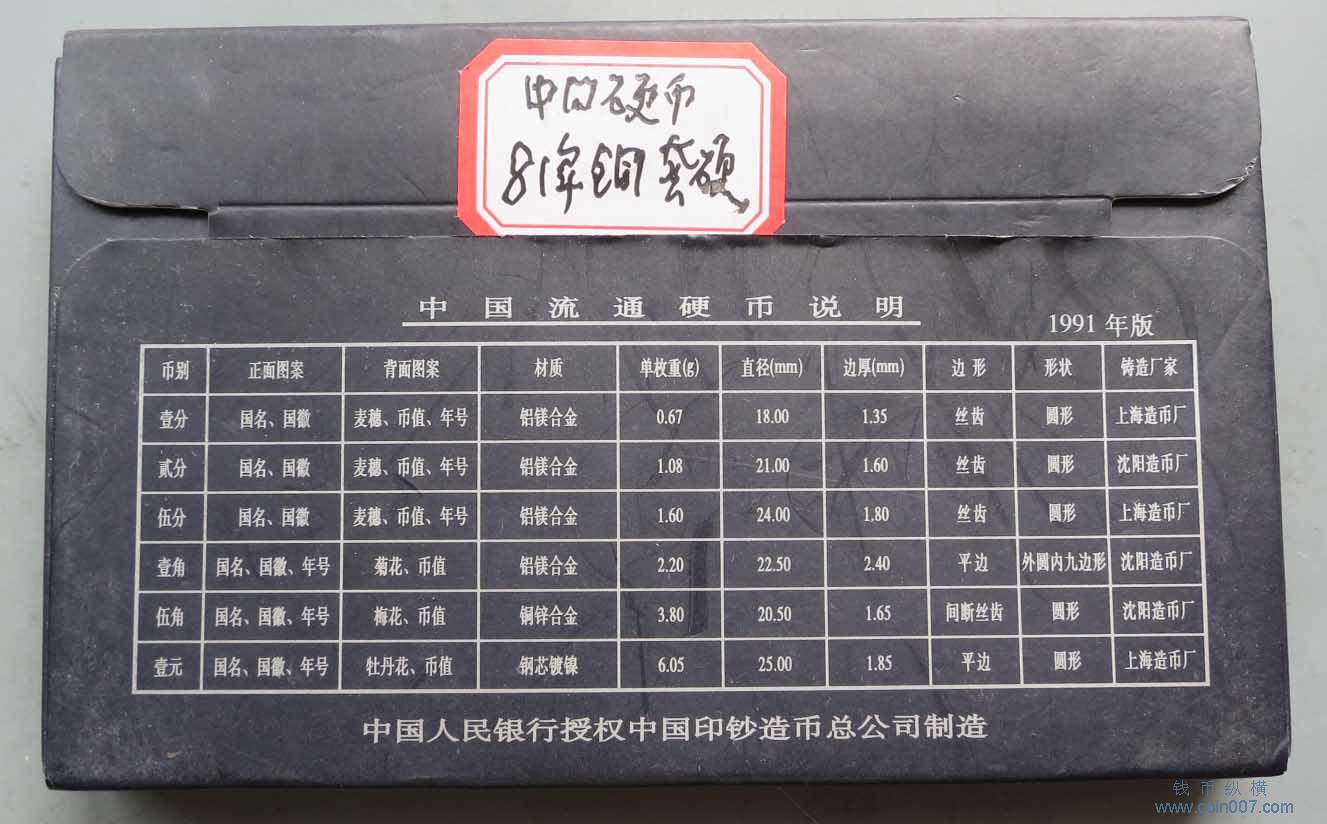 中国硬币
81年 套硬
中国流通硬币说明
1991 年版
币别 正面图案 背面图案 材质 单枚重(g) 直径(mm) 边厚(mm) 边形 形状 铸造厂家
壹分 国名、国徽 麦穗、币值、年号 铝镁合金 0.67 18.00 1.35 丝齿 圆形 上海造币厂
贰分 国名、国徽 麦穗、币值、年号 铝镁合金 1.08 21.00 1.60 丝齿 圆形 沈阳造币厂
伍分 国名、国徽 麦穗、币值、年号 铝镁合金 1.60 24.00 1.80 丝齿 圆形 上海造币厂
壹角 国名、国徽、年号 菊花、币值 铝镁合金 2.20 22.50 2.40 平边 外圆内九边形 沈阳造币厂
伍角 国名、国徽、年号 梅花、币值 铜锌合金 3.80 20.50 1.65 间断丝齿 圆形 沈阳造币厂
壹元 国名、国徽、年号 牡丹花、币值 钢芯镀镍 6.05 25.00 1.85 平边 圆形 上海造币厂
中国人民银行授权中国印钞造币总公司制造
钱币纵横
www.coin007.com